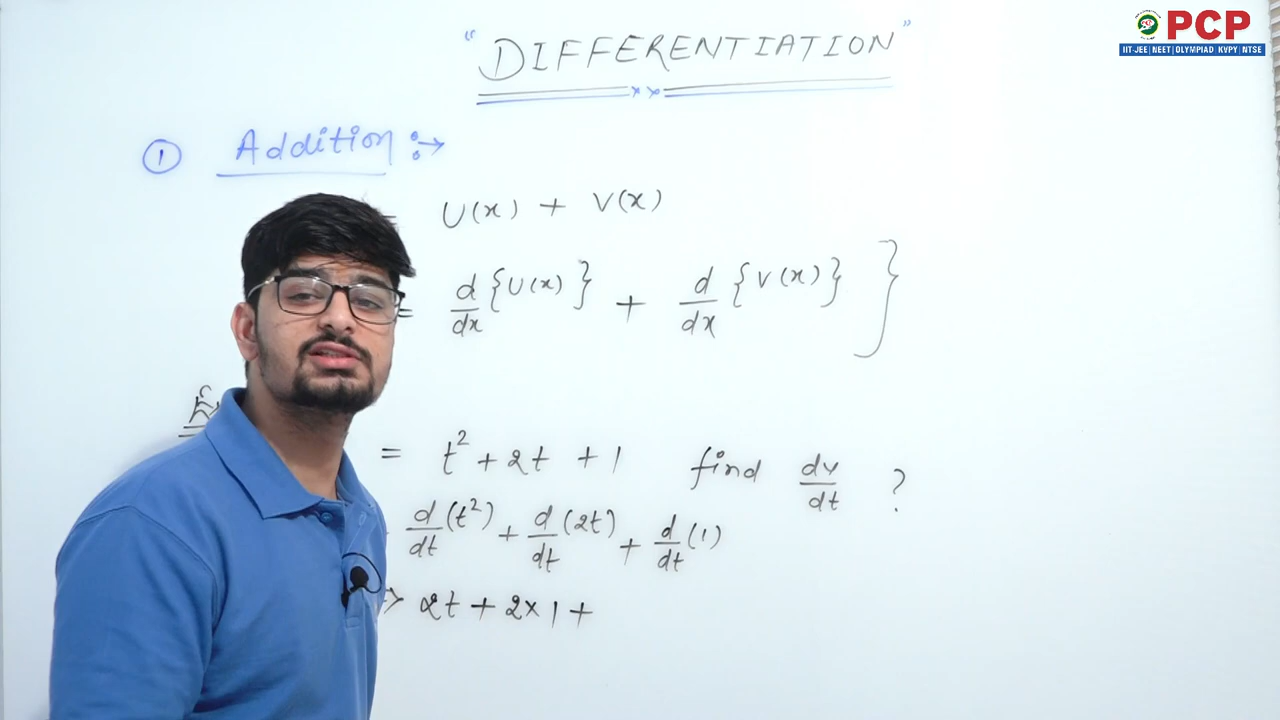 PCP
IIT-JEE|NEET|OLYMPIAD KVPY|NTSE
"DIFFERENTIATION"
① Addition :→
= U(x) + V(x)
= d/dx {U(x)} + d/dx {V(x)} }
= t² + 2t + 1 find dy/dt ?
d/dt (t²) + d/dt (2t) + d/dt (1)
=> 2t + 2×1 +